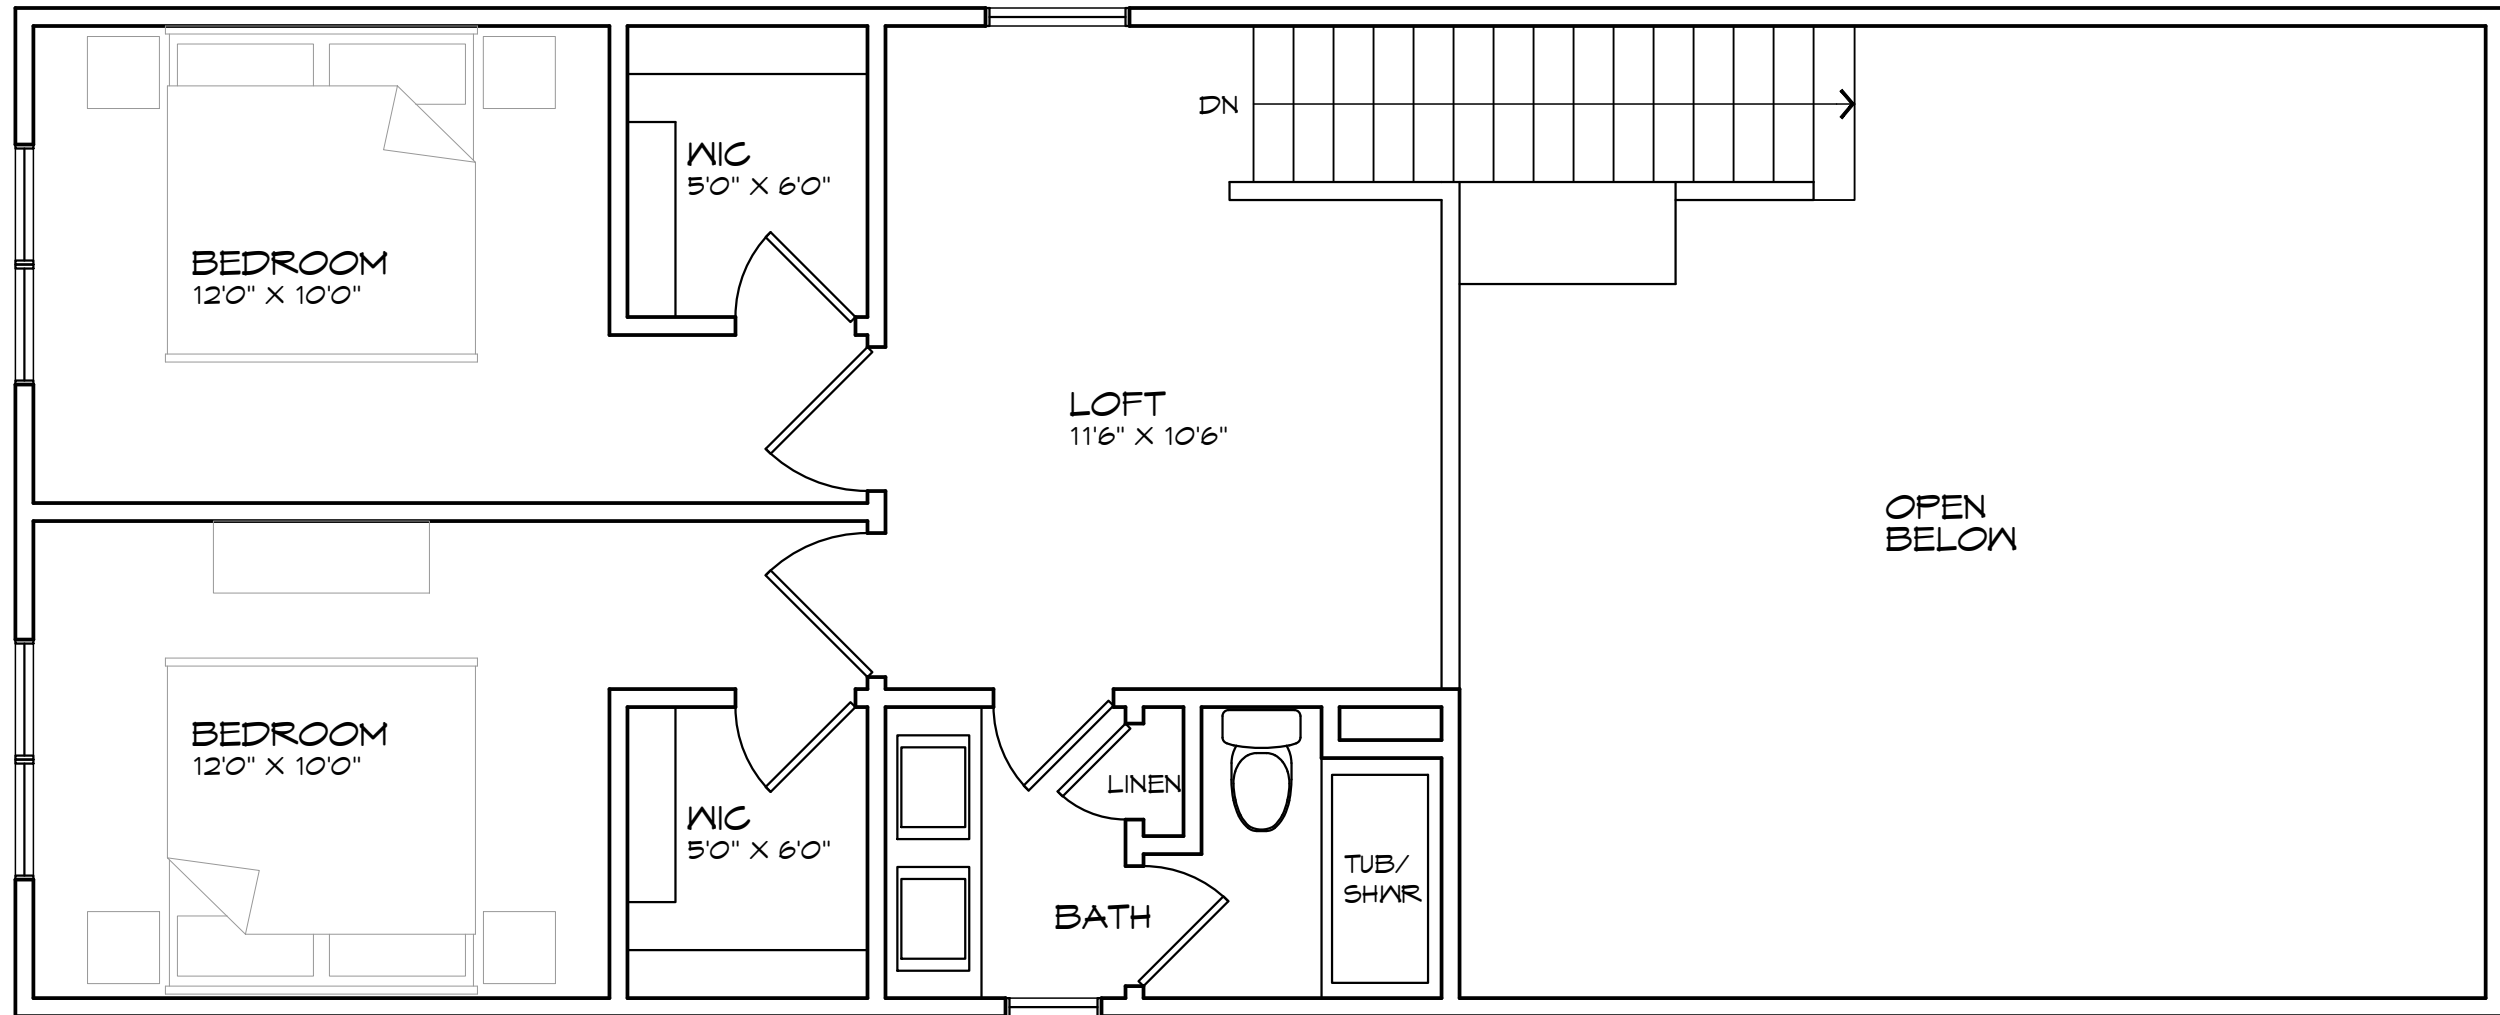 DN
WIC
5'0" X 6'0"
BEDROOM
12'0" X 10'0"
LOFT
11'6" X 10'6"
OPEN
BELOW
BEDROOM
12'0" X 10'0"
WIC
5'0" X 6'0"
LINEN
TUB/
SHWR
BATH